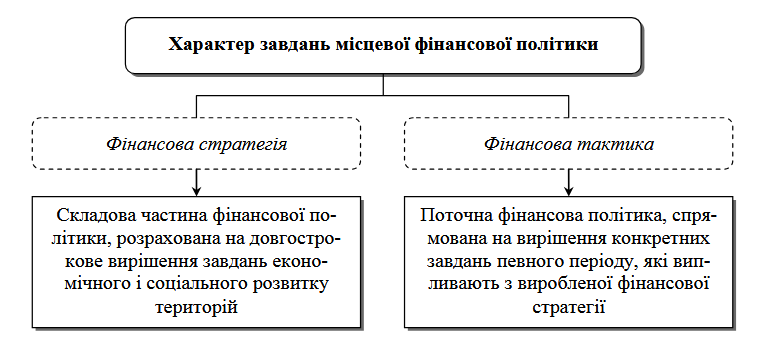 Характер завдань місцевої фінансової політики
Фінансова стратегія
Фінансова тактика
Складова частина фінансової по-
літики, розрахована на довгостро-
кове вирішення завдань еконо-
мічного і соціального розвитку
територій
Поточна фінансова політика, спря-
мована на вирішення конкретних
завдань певного періоду, які вип-
ливають з виробленої фінансової
стратегії